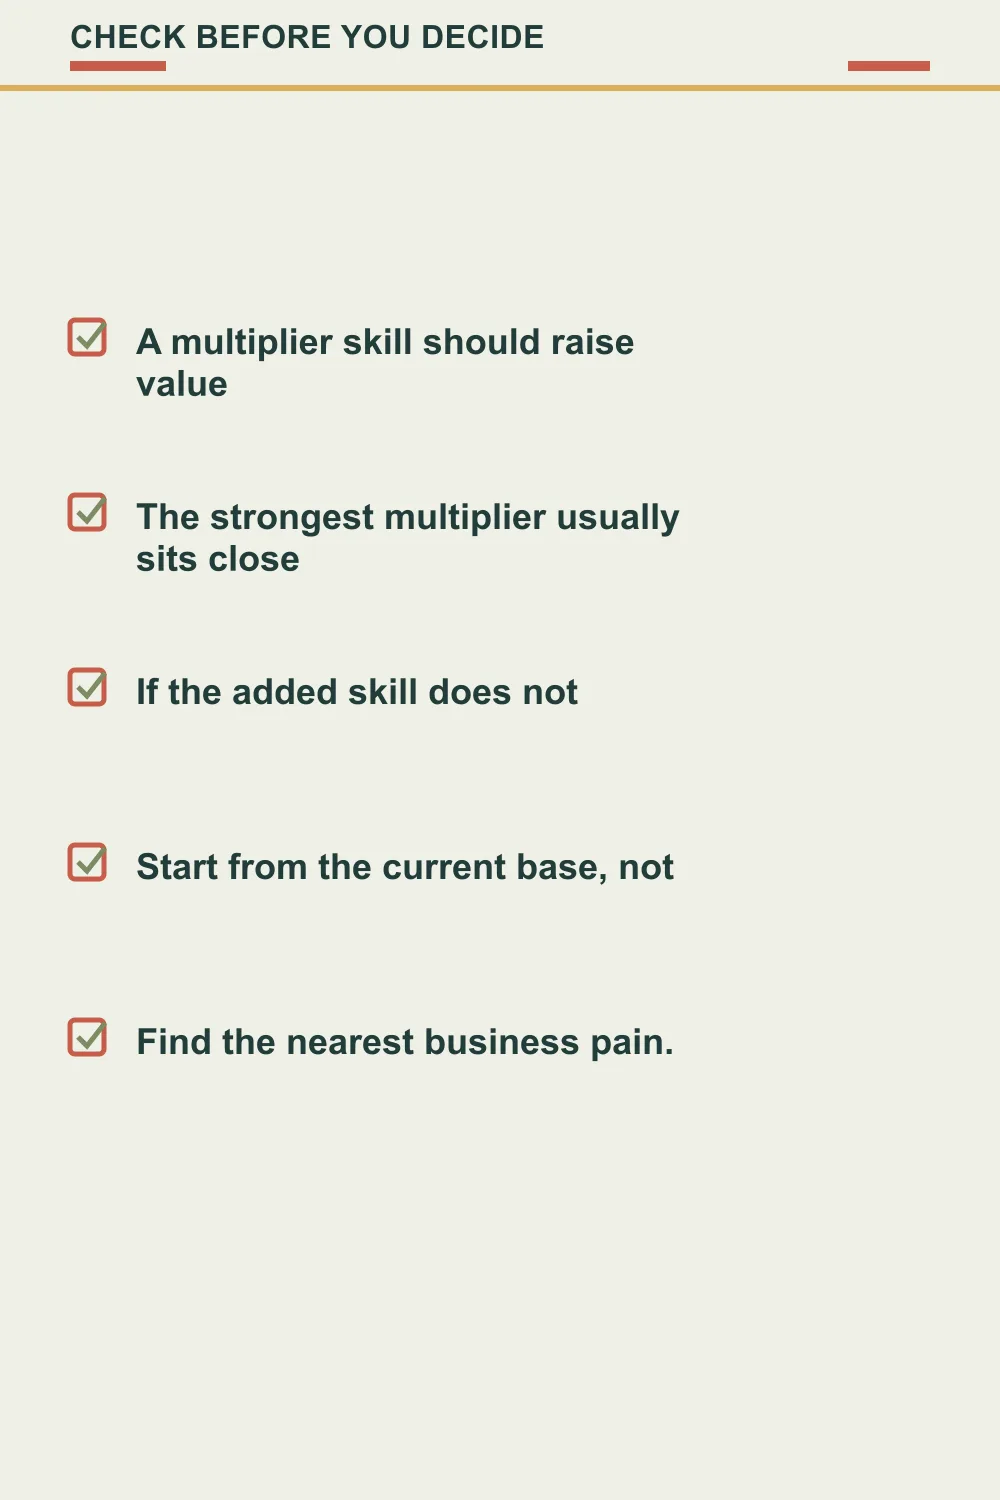 CHECK BEFORE YOU DECIDE
A multiplier skill should raise
value
The strongest multiplier usually
sits close
If the added skill does not
Start from the current base, not
Find the nearest business pain.